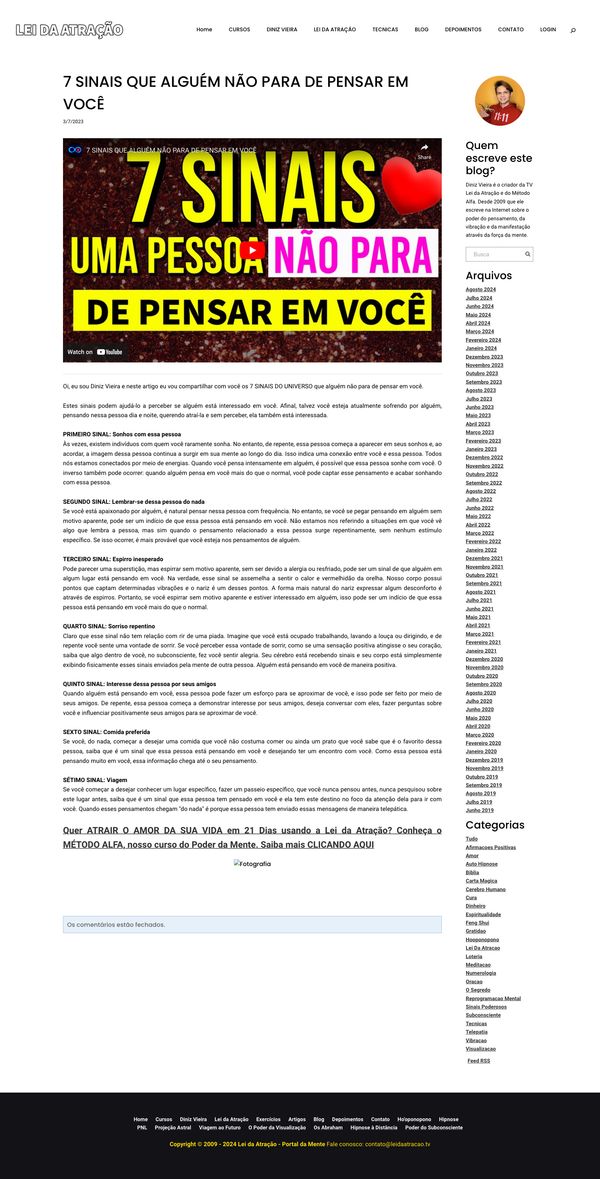 LEI DA ATRAÇÃO
Home CURSOS DINIZ VIEIRA LEI DA ATRAÇÃO TECNICAS BLOG DEPOIMENTOS CONTATO LOGIN
7 SINAIS QUE ALGUÉM NÃO PARA DE PENSAR EM
VOCÊ
3/7/2023
7 SINAIS QUE ALGUÉM NÃO PARA DE PENSAR EM VOCÊ
Share
7 SINAIS
UMA PESSOA NÃO PARA
DE PENSAR EM VOCÊ
Watch on YouTube
Oi, eu sou Diniz Vieira e neste artigo eu vou compartilhar com você os 7 SINAIS DO UNIVERSO que alguém não para de pensar em você.
Estes sinais podem ajudá-lo a perceber se alguém está interessado em você. Afinal, talvez você esteja atualmente sofrendo por alguém,
pensando nessa pessoa dia e noite, querendo atraí-la e sem perceber, ela também está interessada.
PRIMEIRO SINAL: Sonhos com essa pessoa
Às vezes, existem indivíduos com quem você raramente sonha. No entanto, de repente, essa pessoa começa a aparecer em seus sonhos e, ao
acordar, a imagem dessa pessoa continua a surgir em sua mente ao longo do dia. Isso indica uma conexão entre você e essa pessoa. Todos
nós estamos conectados por meio de energias. Quando você pensa intensamente em alguém, é possível que essa pessoa sonhe com você. O
inverso também pode ocorrer: quando alguém pensa em você mais do que o normal, você pode captar esse pensamento e acabar sonhando
com essa pessoa.
SEGUNDO SINAL: Lembrar-se dessa pessoa do nada
Se você está apaixonado por alguém, é natural pensar nessa pessoa com frequência. No entanto, se você se pegar pensando em alguém sem
motivo aparente, pode ser um indício de que essa pessoa está pensando em você. Não estamos nos referindo a situações em que você vê
algo que lembra a pessoa, mas sim quando o pensamento relacionado a essa pessoa surge repentinamente, sem nenhum estímulo
específico. Se isso ocorrer, é mais provável que você esteja nos pensamentos de alguém.
TERCEIRO SINAL: Espirro inesperado
Pode parecer uma superstição, mas espirrar sem motivo aparente, sem ser devido a alergia ou resfriado, pode ser um sinal de que alguém em
algum lugar está pensando em você. Na verdade, esse sinal se assemelha a sentir o calor e vermelhidão da orelha. Nosso corpo possui
pontos que captam determinadas vibrações e o nariz é um desses pontos. A forma mais natural do nariz expressar algum desconforto é
através de espirros. Portanto, se você espirrar sem motivo aparente e estiver interessado em alguém, isso pode ser um indício de que essa
pessoa está pensando em você mais do que o normal.
QUARTO SINAL: Sorriso repentino
Claro que esse sinal não tem relação com rir de uma piada. Imagine que você está ocupado trabalhando, lavando a louça ou dirigindo, e de
repente você sente uma vontade de sorrir. Se você perceber essa vontade de sorrir, como uma sensação positiva atingisse o seu coração,
saiba que algo dentro de você, no subconsciente, fez você sentir alegria. Seu cérebro está recebendo sinais e seu corpo está simplesmente
exibindo fisicamente esses sinais enviados pela mente de outra pessoa. Alguém está pensando em você de maneira positiva.
QUINTO SINAL: Interesse dessa pessoa por seus amigos
Quando alguém está pensando em você, essa pessoa pode fazer um esforço para se aproximar de você, e isso pode ser feito por meio de
seus amigos. De repente, essa pessoa começa a demonstrar interesse por seus amigos, deseja conversar com eles, fazer perguntas sobre
você e influenciar positivamente seus amigos para se aproximar de você.
SEXTO SINAL: Comida preferida
Se você, do nada, começar a desejar uma comida que você não costuma comer ou ainda um prato que você sabe que é o favorito dessa
pessoa, saiba que é um sinal que essa pessoa está pensando em você e desejando ter um encontro com você. Como essa pessoa está
pensando muito em você, essa informação chega até o seu pensamento.
SÉTIMO SINAL: Viagem
Se você começar a desejar conhecer um lugar específico, fazer um passeio específico, que você nunca pensou antes, nunca pesquisou sobre
este lugar antes, saiba que é um sinal que essa pessoa tem pensado em você e ela tem este destino no foco da atenção dela para ir com
você. Quando esses pensamentos chegam "do nada" é porque essa pessoa tem enviado essas mensagens de maneira telepática.
Quer ATRAIR O AMOR DA SUA VIDA em 21 Dias usando a Lei da Atração? Conheça o
MÉTODO ALFA, nosso curso do Poder da Mente. Saiba mais CLICANDO AQUI
Fotografia
Os comentários estão fechados.
11:11
Quem
escreve este
blog?
Diniz Vieira é o criador da TV
Lei da Atração e do Método
Alfa. Desde 2009 que ele
escreve na Internet sobre o
poder do pensamento, da
vibração e da manifestação
através da força da mente.
Busca
Arquivos
Agosto 2024
Julho 2024
Junho 2024
Maio 2024
Abril 2024
Março 2024
Fevereiro 2024
Janeiro 2024
Dezembro 2023
Novembro 2023
Outubro 2023
Setembro 2023
Agosto 2023
Julho 2023
Junho 2023
Maio 2023
Abril 2023
Março 2023
Fevereiro 2023
Janeiro 2023
Dezembro 2022
Novembro 2022
Outubro 2022
Setembro 2022
Agosto 2022
Julho 2022
Junho 2022
Maio 2022
Abril 2022
Março 2022
Fevereiro 2022
Janeiro 2022
Dezembro 2021
Novembro 2021
Outubro 2021
Setembro 2021
Agosto 2021
Julho 2021
Junho 2021
Maio 2021
Abril 2021
Março 2021
Fevereiro 2021
Janeiro 2021
Dezembro 2020
Novembro 2020
Outubro 2020
Setembro 2020
Agosto 2020
Julho 2020
Junho 2020
Maio 2020
Abril 2020
Março 2020
Fevereiro 2020
Janeiro 2020
Dezembro 2019
Novembro 2019
Outubro 2019
Setembro 2019
Agosto 2019
Julho 2019
Junho 2019
Categorias
Tudo
Afirmacoes Positivas
Amor
Auto Hipnose
Biblia
Carta Magica
Cerebro Humano
Cura
Dinheiro
Espiritualidade
Feng Shui
Gratidao
Hooponopono
Lei Da Atracao
Loteria
Meditacao
Numerologia
Oracao
O Segredo
Reprogramacao Mental
Sinais Poderosos
Subconsciente
Tecnicas
Telepatia
Vibracao
Visualizacao
Feed RSS
Home Cursos Diniz Vieira Lei da Atração Exercícios Artigos Blog Depoimentos Contato Ho'oponopono Hipnose
PNL Projeção Astral Viagem ao Futuro O Poder da Visualização Os Abraham Hipnose à Distância Poder do Subconsciente
Copyright © 2009 - 2024 Lei da Atração - Portal da Mente Fale conosco: contato@leidaatracao.tv